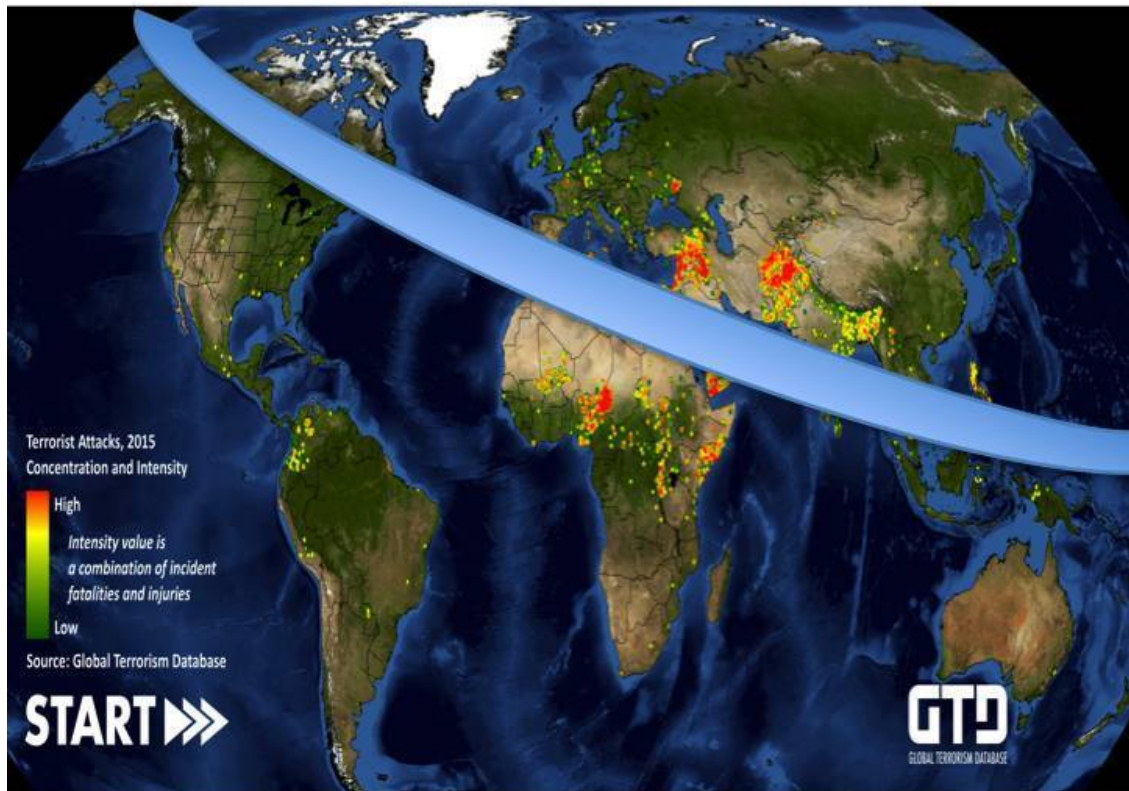 Terrorist Attacks, 2015
Concentration and Intensity
High
Intensity value is
a combination of incident
fatalities and injuries
Low
Source: Global Terrorism Database
START
GTD
GLOBAL TERRORISM DATABASE